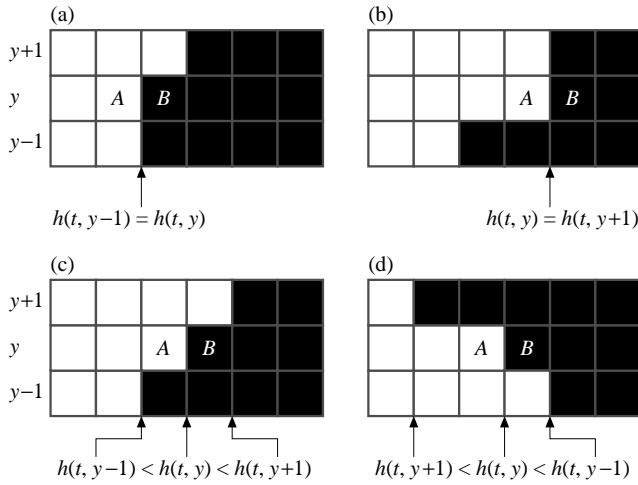 (a) (b)
y+1
y A B A B
y−1
h(t, y−1) = h(t, y) h(t, y) = h(t, y+1)
(c) (d)
y+1
y A B A B
y−1
h(t, y−1) < h(t, y) < h(t, y+1) h(t, y+1) < h(t, y) < h(t, y−1)